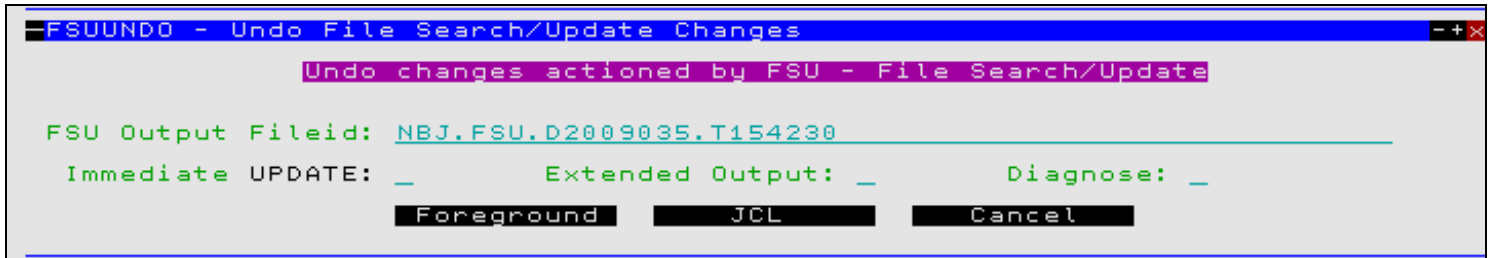 FSUUNDO - Undo File Search/Update Changes - + x
Undo changes actioned by FSU - File Search/Update
FSU Output Fileid: NBJ.FSU.D2009035.T154230
Immediate UPDATE: _ Extended Output: _ Diagnose: _
Foreground JCL Cancel